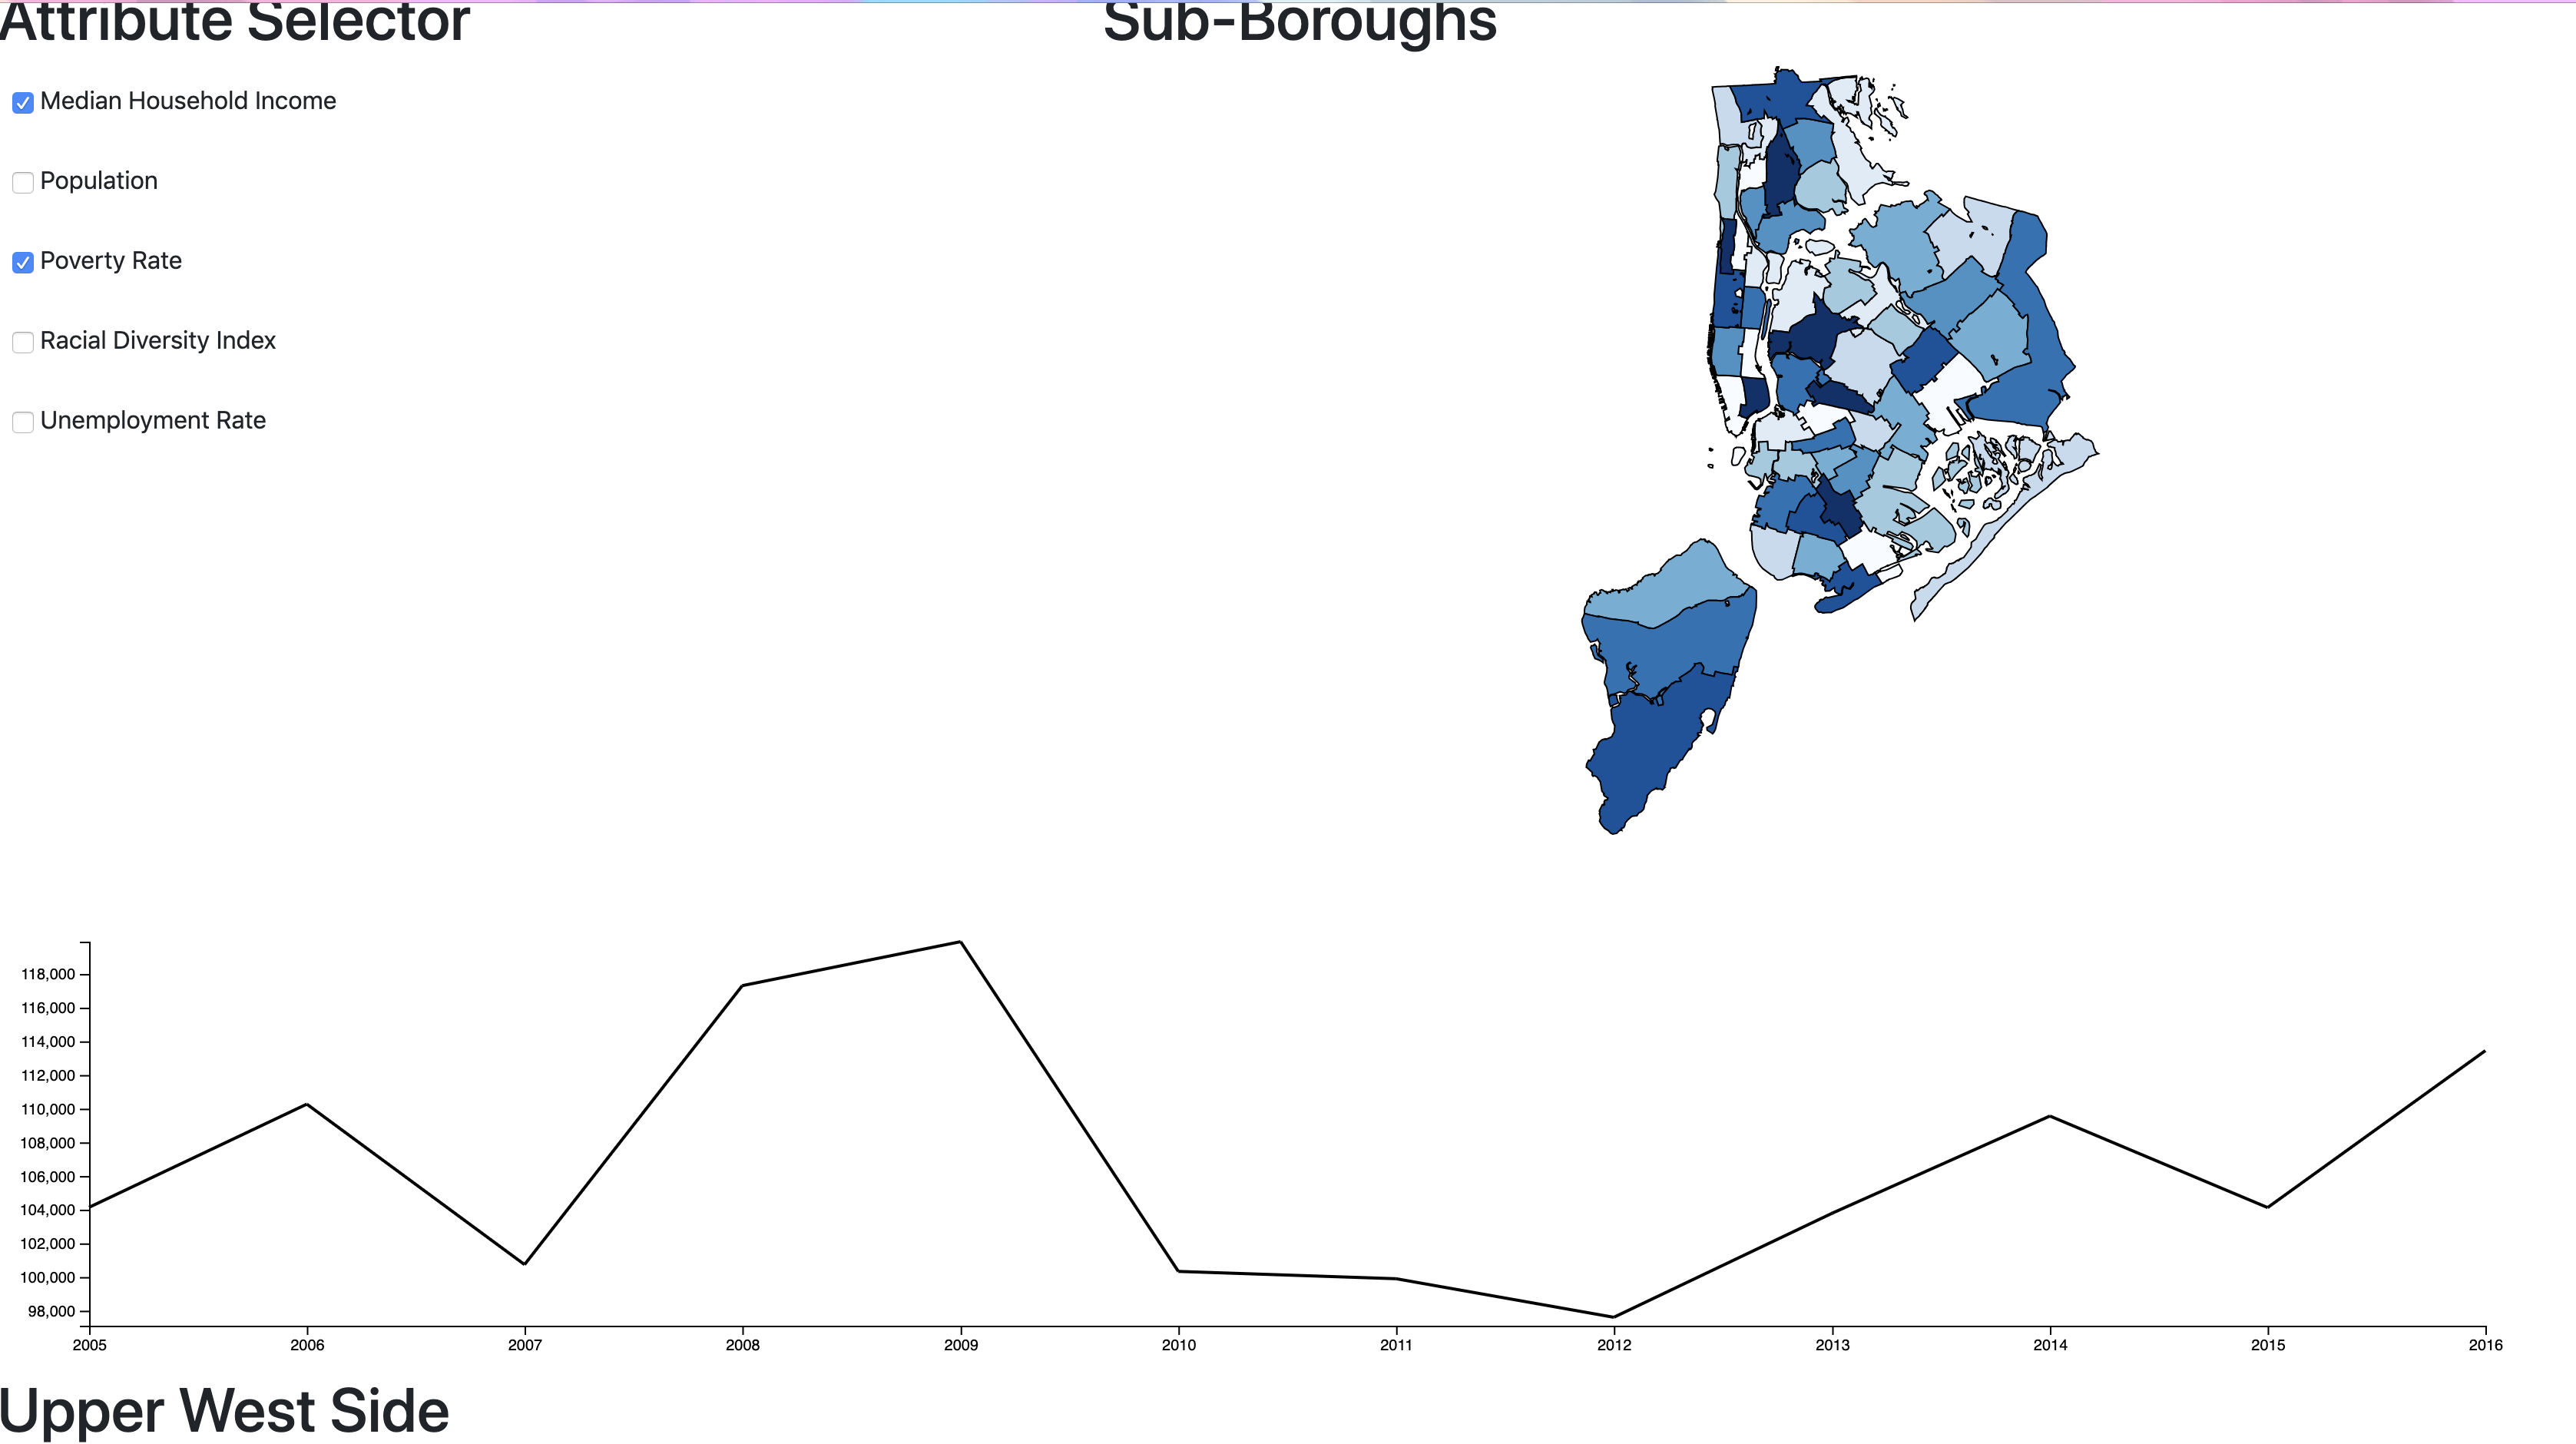 Attribute Selector
Sub-Boroughs
Median Household Income
Population
Poverty Rate
Racial Diversity Index
Unemployment Rate
118,000
116,000
114,000
112,000
110,000
108,000
106,000
104,000
102,000
100,000
98,000
2005 2006 2007 2008 2009 2010 2011 2012 2013 2014 2015 2016
Upper West Side